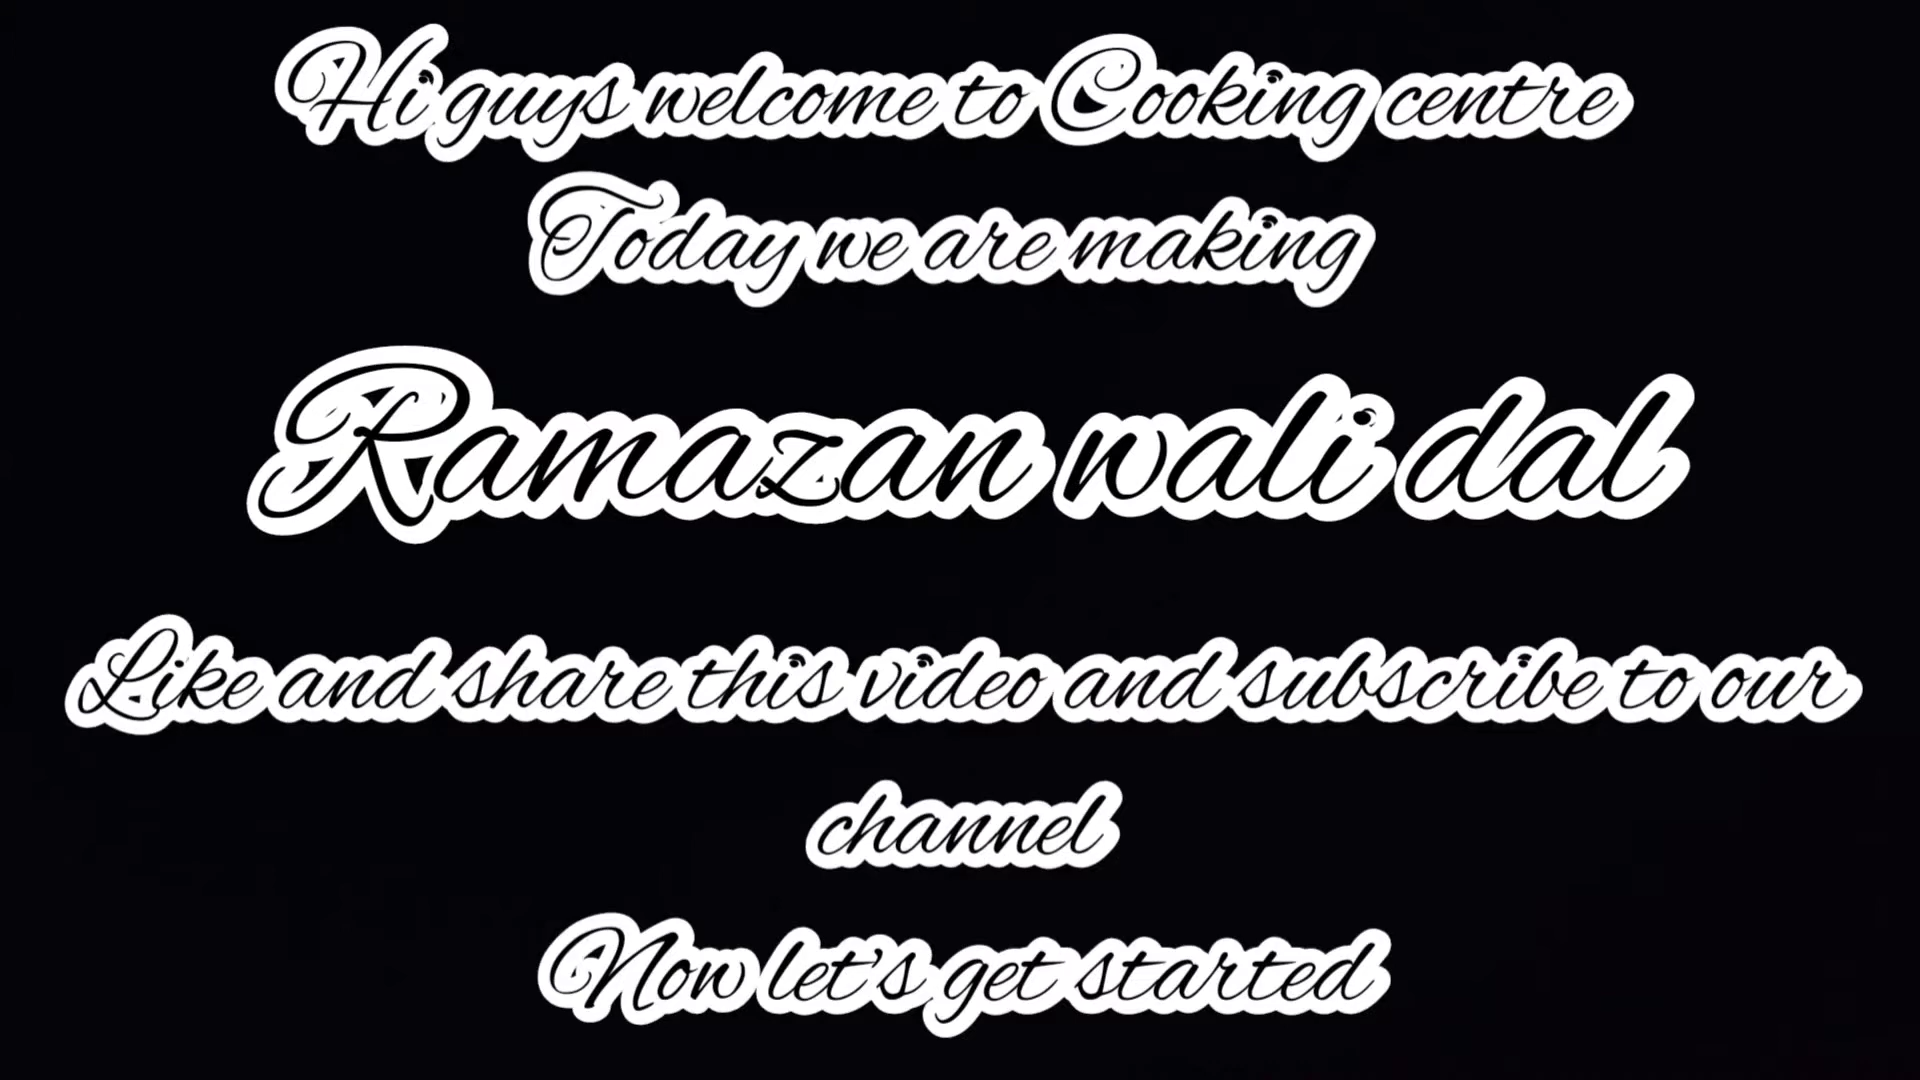 Hi guys welcome to Cooking centre
Today we are making
Ramazan wali dal
Like and share this video and subscribe to our
channel
Now let's get started